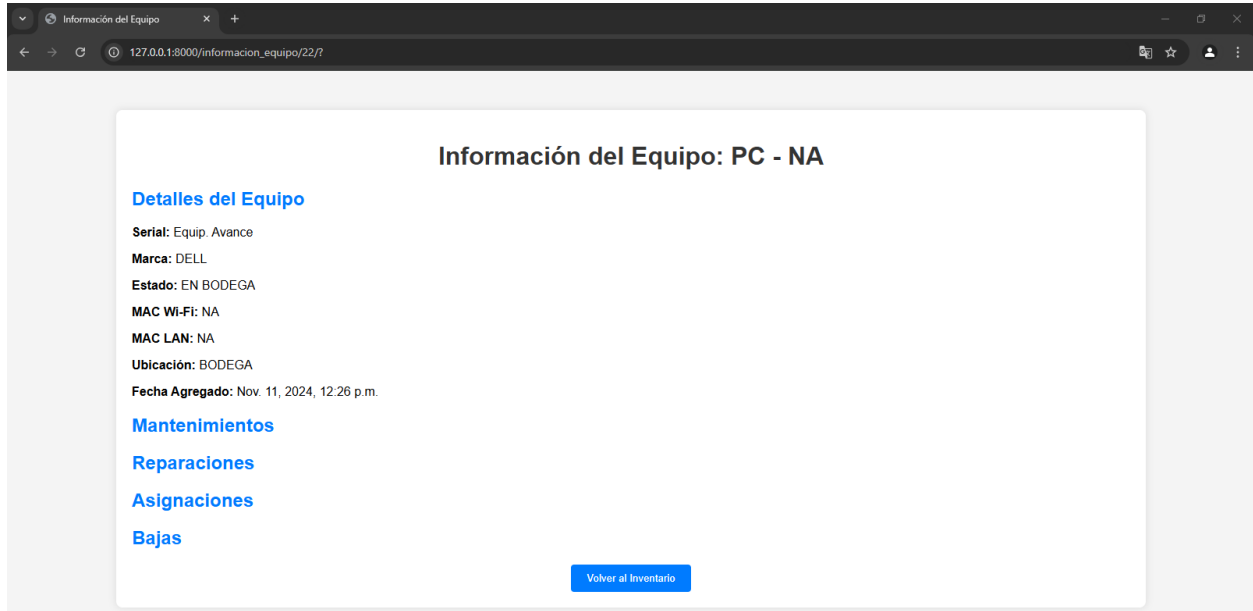 Información del Equipo
127.0.0.1:8000/informacion_equipo/22/?
Información del Equipo: PC - NA
Detalles del Equipo
Serial: Equip. Avance
Marca: DELL
Estado: EN BODEGA
MAC Wi-Fi: NA
MAC LAN: NA
Ubicación: BODEGA
Fecha Agregado: Nov. 11, 2024, 12:26 p.m.
Mantenimientos
Reparaciones
Asignaciones
Bajas
Volver al Inventario